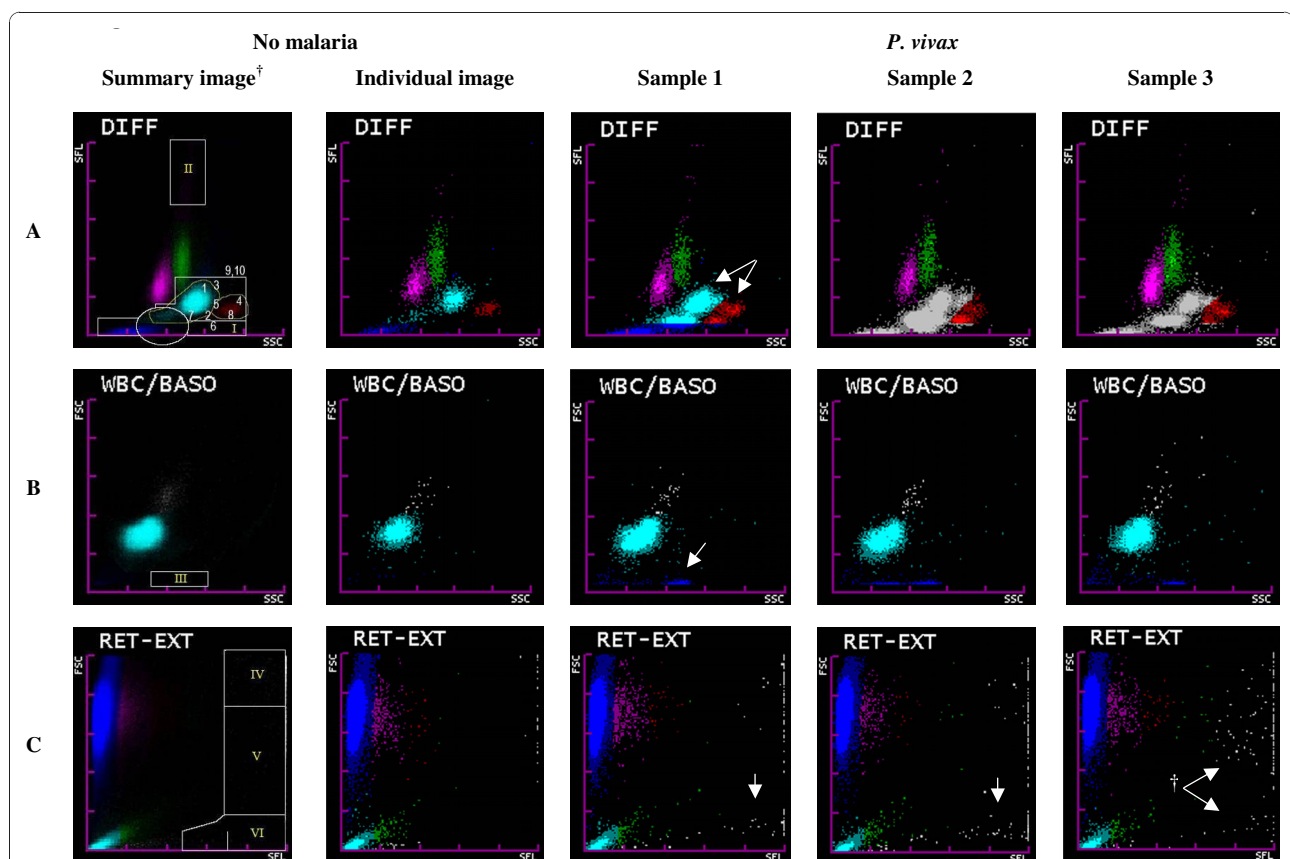 No malaria P. vivax
Summary image† Individual image Sample 1 Sample 2 Sample 3
A
DIFF
SFL
II
9,10
1 3
5 4
7 2 8
6 I
SSC
DIFF
SFL
SSC
DIFF
SFL
SSC
DIFF
SFL
SSC
DIFF
SFL
SSC
B
WBC/BASO
FSC
III
SSC
WBC/BASO
FSC
SSC
WBC/BASO
FSC
SSC
WBC/BASO
FSC
SSC
WBC/BASO
FSC
SSC
C
RET-EXT
FSC
IV
V
VI
SFL
RET-EXT
FSC
SFL
RET-EXT
FSC
SFL
RET-EXT
FSC
SFL
RET-EXT
FSC
†
SFL